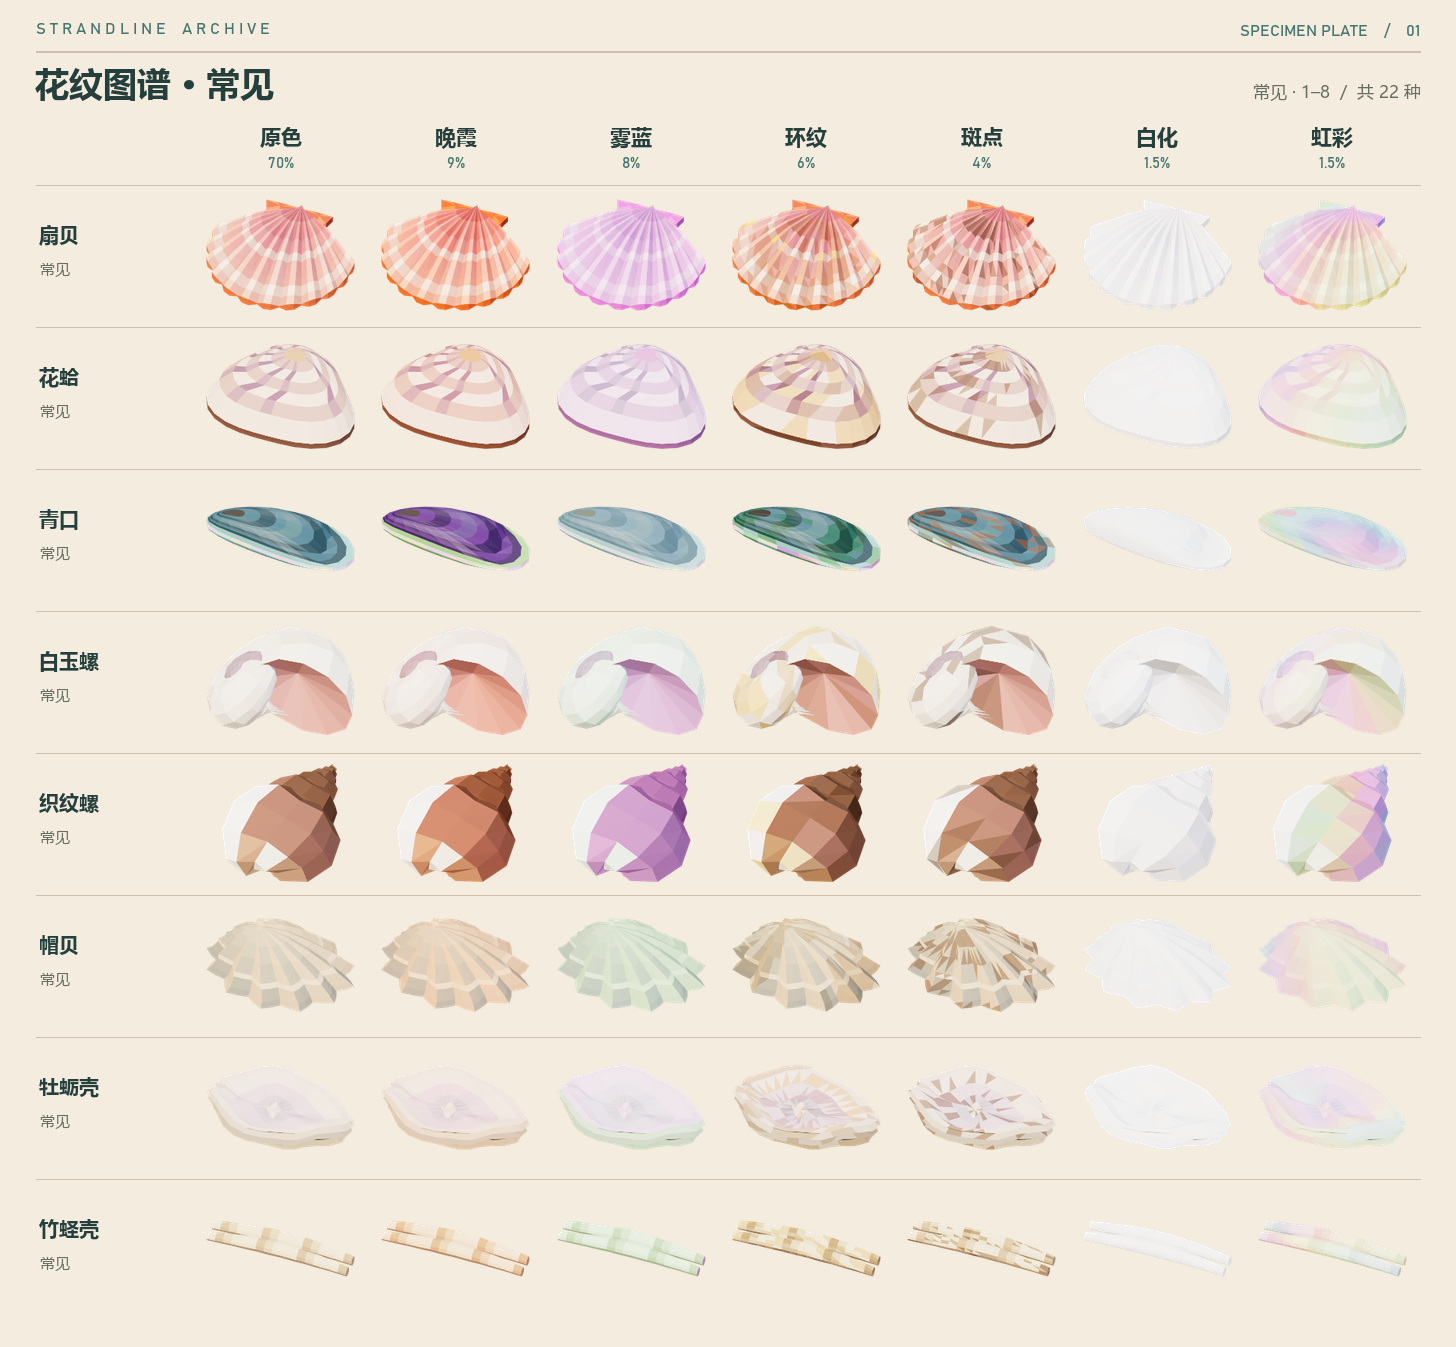 STRANDLINE ARCHIVE
SPECIMEN PLATE / 01
花纹图谱·常见
常见 · 1–8 / 共 22 种
原色 晚霞 雾蓝 环纹 斑点 白化 虹彩
70% 9% 8% 6% 4% 1.5% 1.5%
扇贝
常见
花蛤
常见
青口
常见
白玉螺
常见
织纹螺
常见
帽贝
常见
牡蛎壳
常见
竹蛏壳
常见